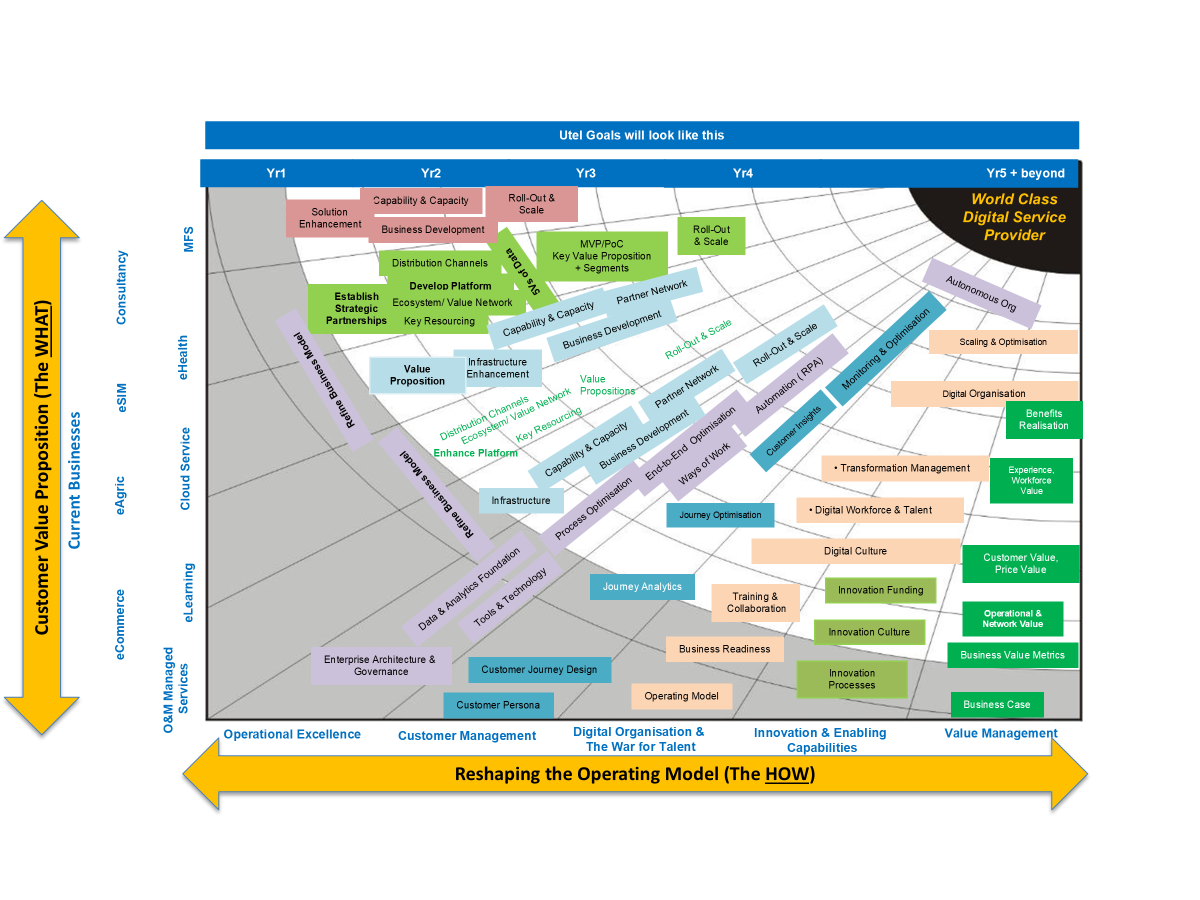 Utel Goals will look like this
Yr1
Yr2
Yr3
Yr4
Yr5 + beyond
World Class
Digital Service
Provider
Customer Value Proposition (The WHAT)
Current Businesses
Consultancy
eSIM
eAgric
eCommerce
MFS
eHealth
Cloud Service
eLearning
O&M Managed
Services
Solution
Enhancement
Capability & Capacity
Business Development
Roll-Out &
Scale
Distribution Channels
Develop Platform
Establish
Strategic
Partnerships
Ecosystem/ Value Network
Key Resourcing
5Vs of Data
MVP/PoC
Key Value Proposition
+ Segments
Roll-Out
& Scale
Capability & Capacity
Partner Network
Business Development
Value
Proposition
Infrastructure
Enhancement
Refine Business Model
Roll-Out & Scale
Value
Propositions
Distribution Channels
Ecosystem/ Value Network
Key Resourcing
Enhance Platform
Roll-Out & Scale
Partner Network
Capability & Capacity
Business Development
Infrastructure
Refine Business Model
Autonomous Org
Automation ( RPA)
End-to-End Optimisation
Ways of Work
Process Optimisation
Data & Analytics Foundation
Tools & Technology
Enterprise Architecture &
Governance
Monitoring & Optimisation
Customer Insights
Journey Optimisation
Journey Analytics
Customer Journey Design
Customer Persona
Scaling & Optimisation
Digital Organisation
• Transformation Management
• Digital Workforce & Talent
Digital Culture
Training &
Collaboration
Business Readiness
Operating Model
Innovation Funding
Innovation Culture
Innovation
Processes
Benefits
Realisation
Experience,
Workforce
Value
Customer Value,
Price Value
Operational &
Network Value
Business Value Metrics
Business Case
Operational Excellence
Customer Management
Digital Organisation &
The War for Talent
Innovation & Enabling
Capabilities
Value Management
Reshaping the Operating Model (The HOW)